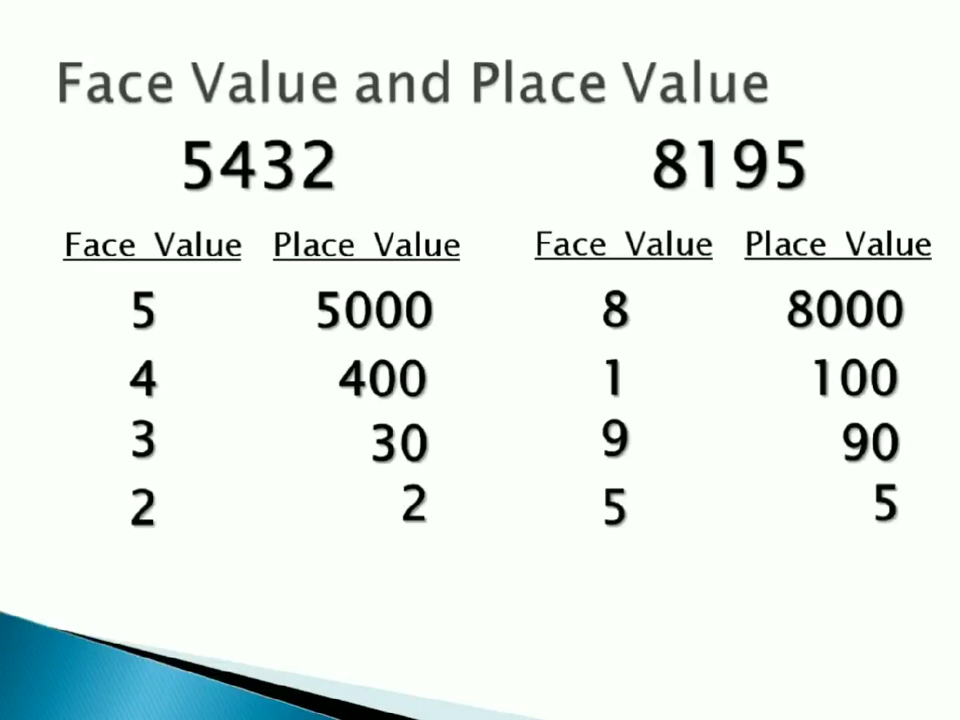 Face Value and Place Value
5432 8195
Face Value Place Value Face Value Place Value
5 5000 8 8000
4 400 1 100
3 30 9 90
2 2 5 5